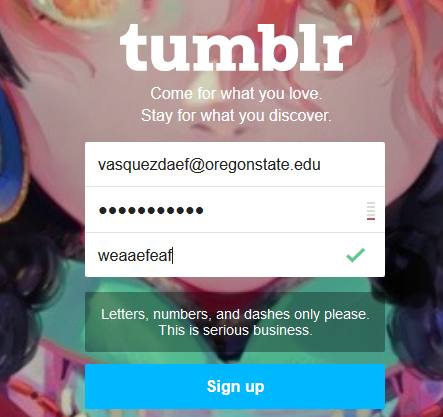 tumblr
Come for what you love.
Stay for what you discover.
vasquezdaef@oregonstate.edu
●●●●●●●●●●●
weaaefeaf
Letters, numbers, and dashes only please.
This is serious business.
Sign up